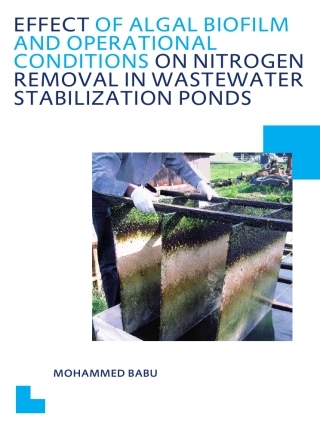 EFFECT OF ALGAL BIOFILM
AND OPERATIONAL
CONDITIONS ON NITROGEN
REMOVAL IN WASTEWATER
STABILIZATION PONDS
MOHAMMED BABU